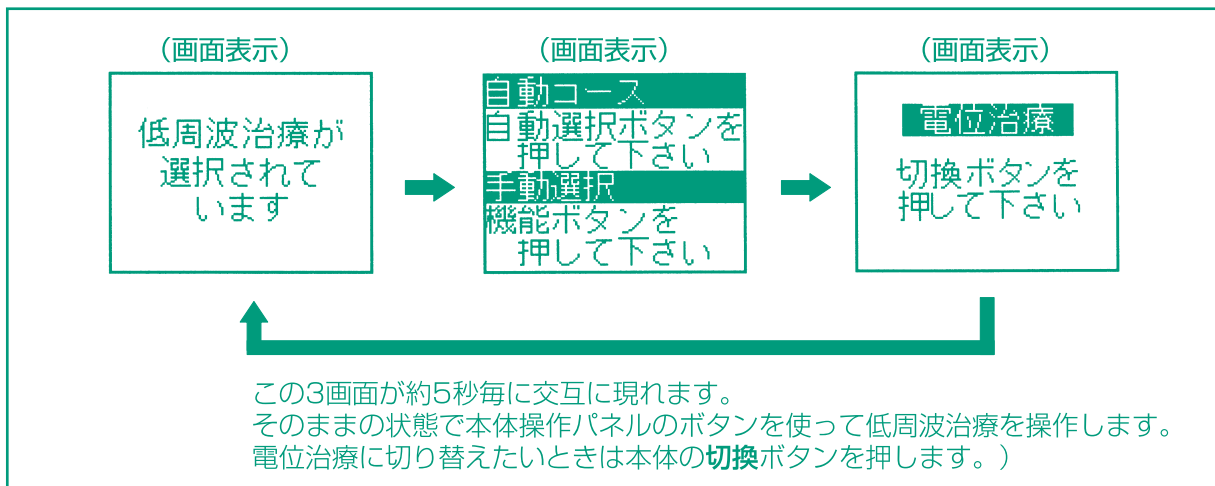 (画面表示)
低周波治療が
選択されて
います
(画面表示)
自動コース
自動選択ボタンを
押して下さい
手動選択
機能ボタンを
押して下さい
(画面表示)
電位治療
切換ボタンを
押して下さい
この3画面が約5秒毎に交互に現れます。
そのままの状態で本体操作パネルのボタンを使って低周波治療を操作します。
電位治療に切り替えたいときは本体の切換ボタンを押します。)